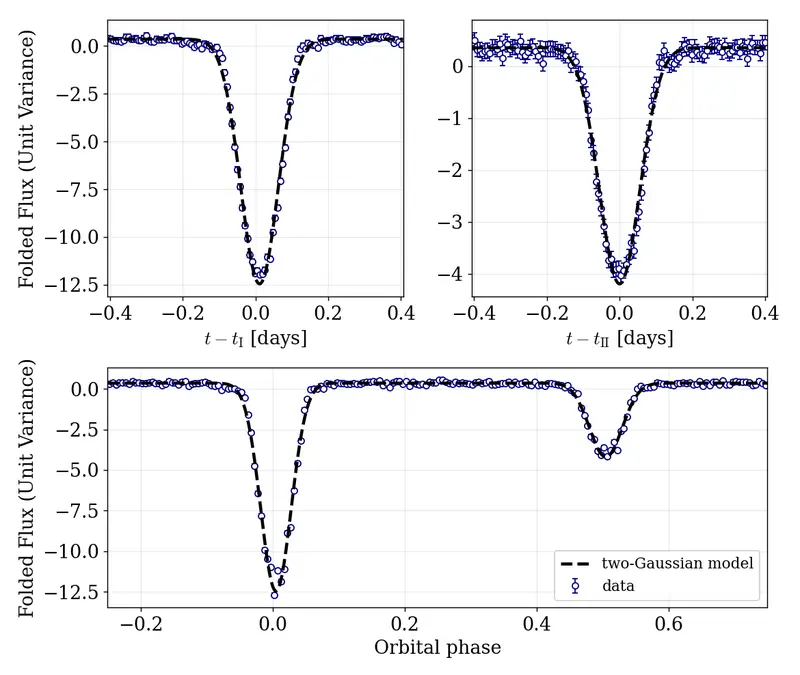 Folded Flux (Unit Variance)
0.0
−2.5
−5.0
−7.5
−10.0
−12.5
−0.4 −0.2 0.0 0.2 0.4
t − t_I [days]
0
−1
−2
−3
−4
−0.4 −0.2 0.0 0.2 0.4
t − t_II [days]
Folded Flux (Unit Variance)
0.0
−2.5
−5.0
−7.5
−10.0
−12.5
two-Gaussian model
data
−0.2 0.0 0.2 0.4 0.6
Orbital phase